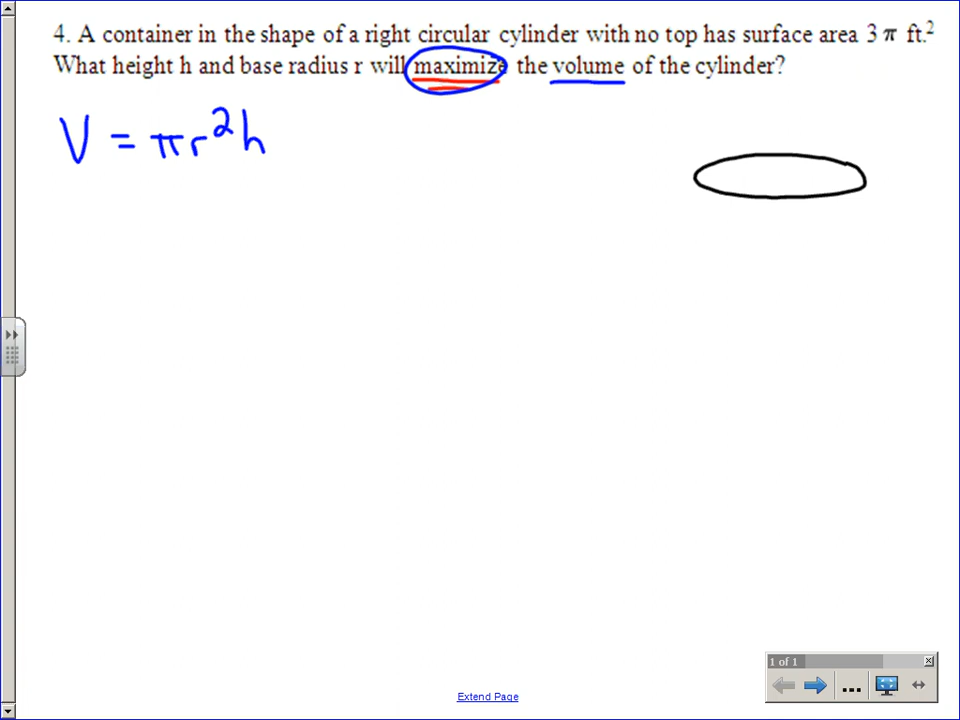 4. A container in the shape of a right circular cylinder with no top has surface area 3 π ft.²
What height h and base radius r will maximize the volume of the cylinder?
V = πr²h
1 of 1
...
Extend Page